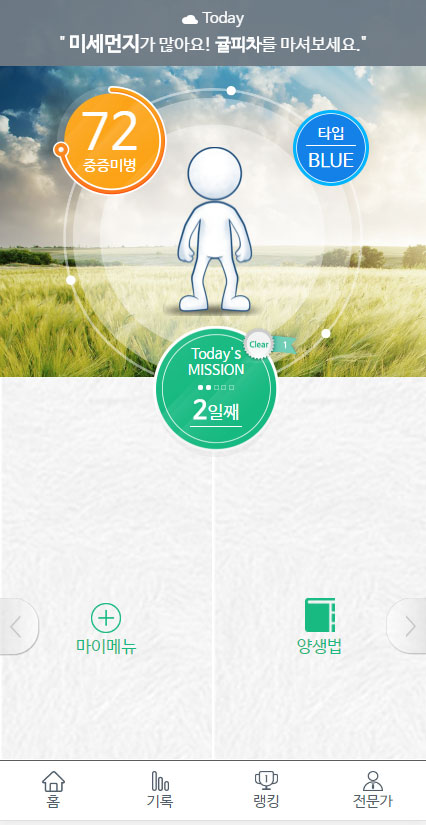 Today
" 미세먼지가 많아요! 귤피차를 마셔보세요."
72
중증미병
타입
BLUE
Today's
MISSION
Clear
1
2일째
마이메뉴
양생법
홈
기록
1
랭킹
전문가